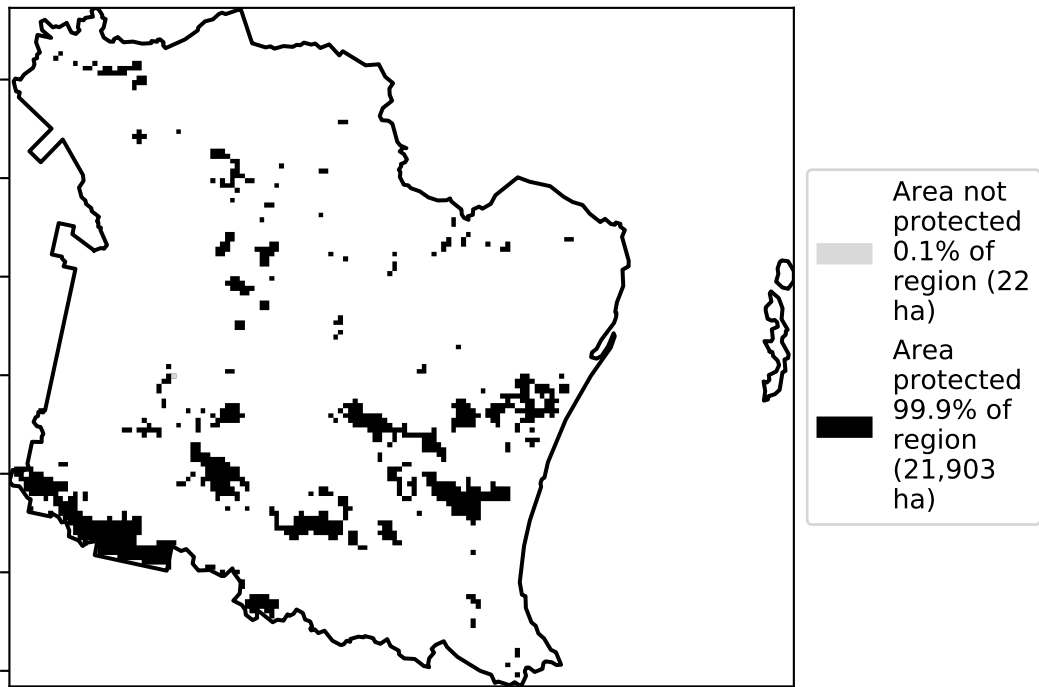 Area not
protected
0.1% of
region (22
ha)
Area
protected
99.9% of
region
(21,903
ha)